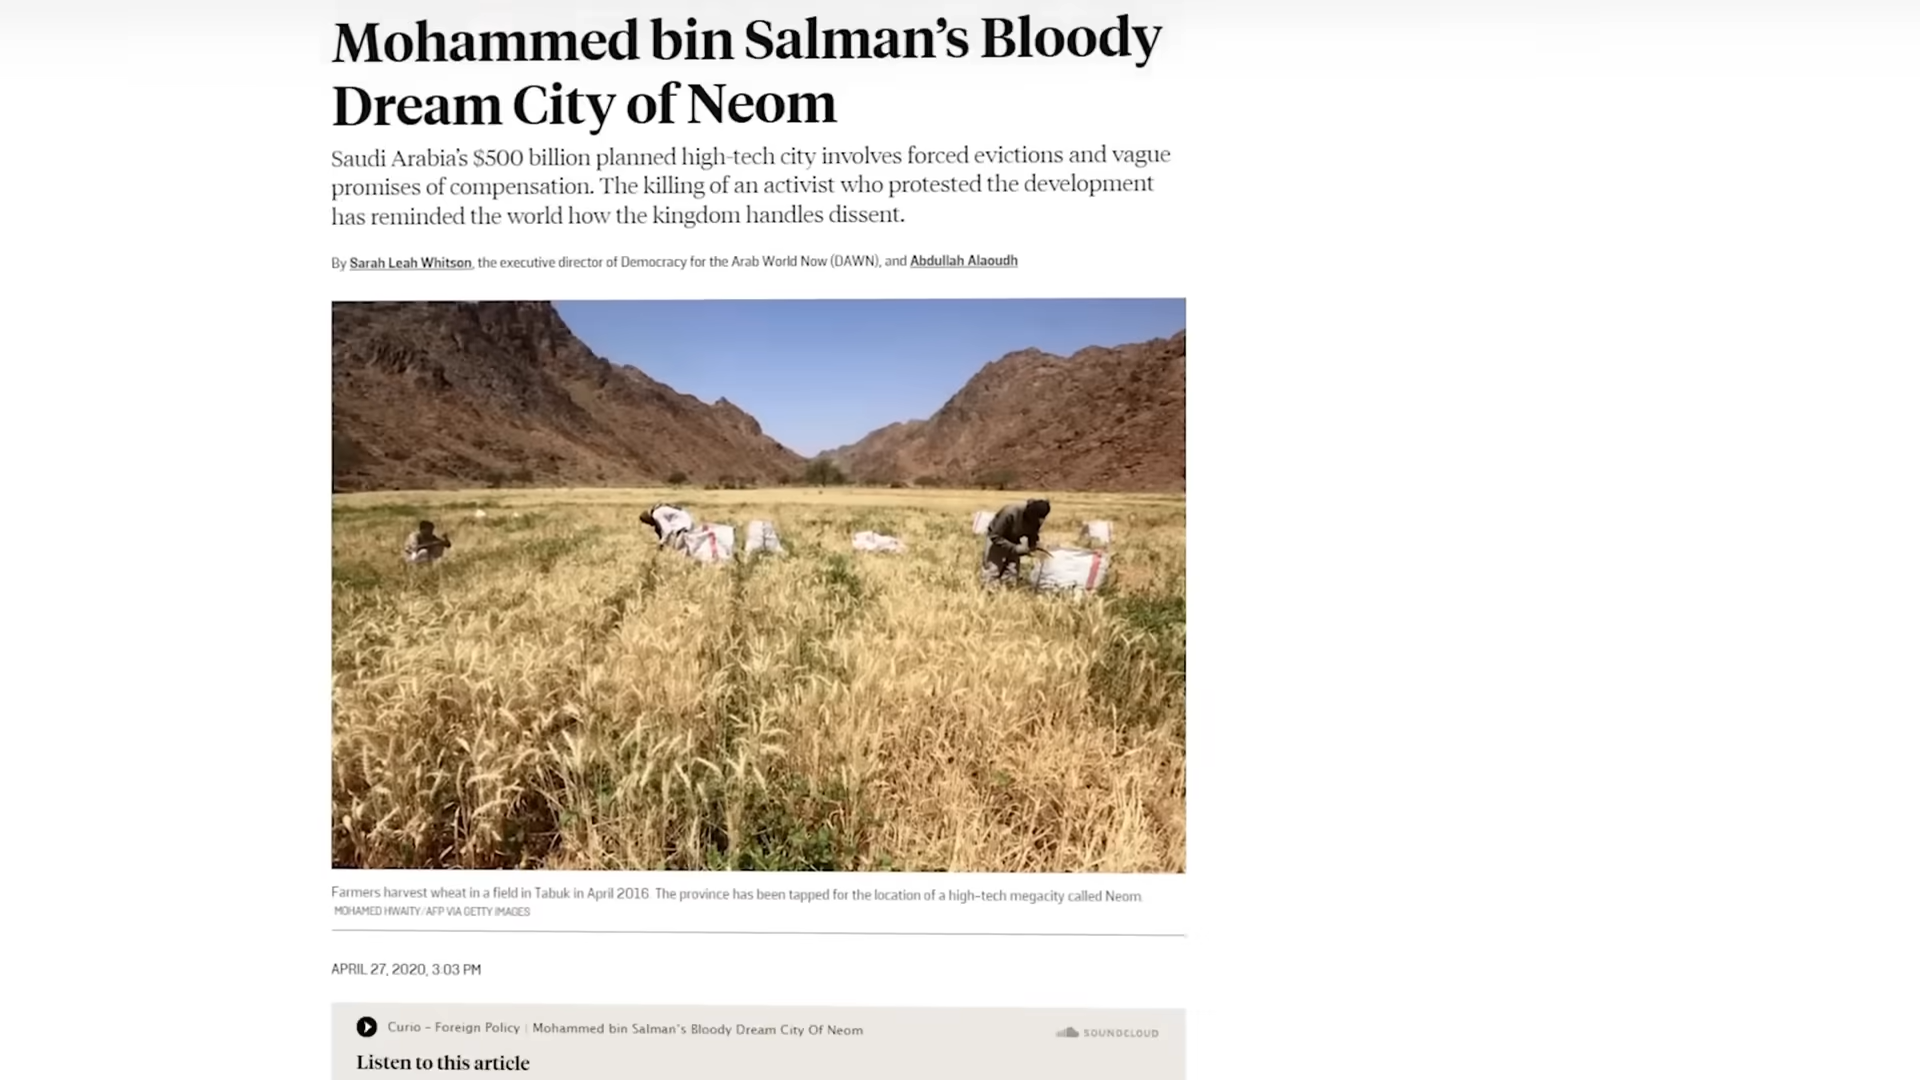 Mohammed bin Salman’s Bloody
Dream City of Neom
Saudi Arabia’s $500 billion planned high-tech city involves forced evictions and vague
promises of compensation. The killing of an activist who protested the development
has reminded the world how the kingdom handles dissent.
By Sarah Leah Whitson, the executive director of Democracy for the Arab World Now (DAWN), and Abdullah Alaoudh
Farmers harvest wheat in a field in Tabuk in April 2016. The province has been tapped for the location of a high-tech megacity called Neom.
MOHAMED HWAITY/AFP VIA GETTY IMAGES
APRIL 27, 2020, 3:03 PM
Curio - Foreign Policy | Mohammed bin Salman's Bloody Dream City Of Neom
SOUNDCLOUD
Listen to this article